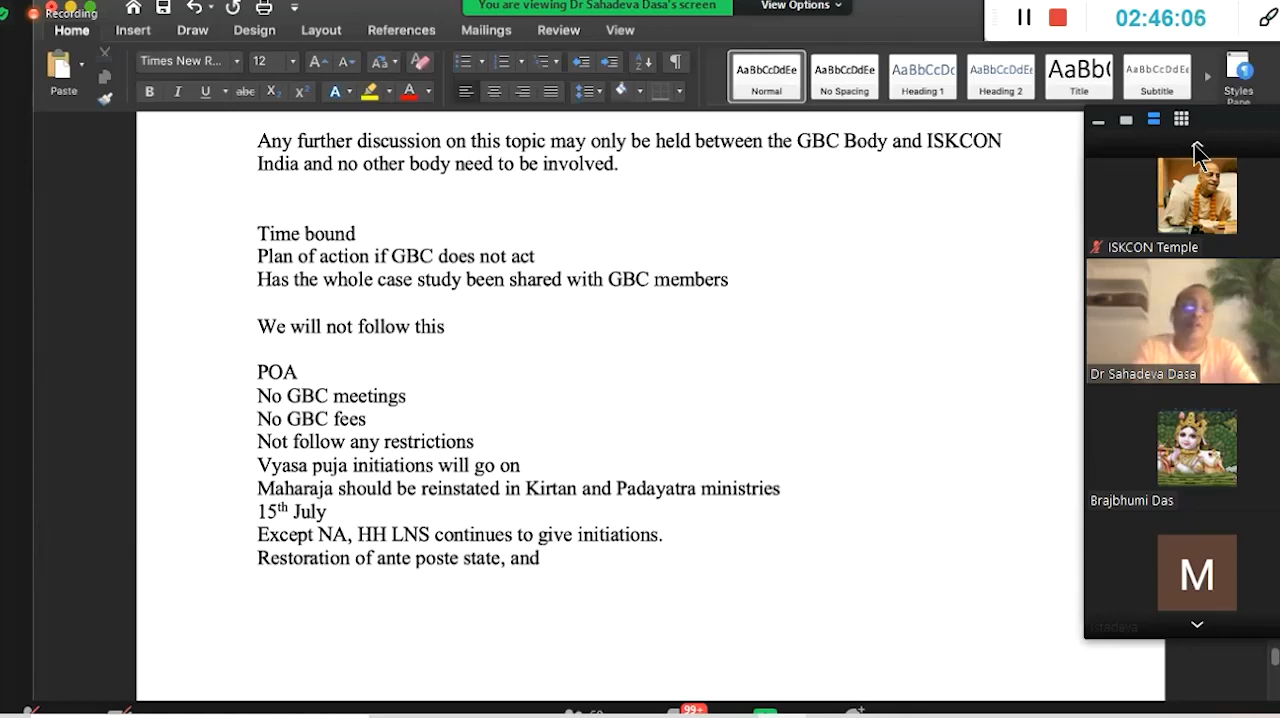 Recording
You are viewing Dr Sahadeva Dasa's screen
View Options
02:46:06
Home Insert Draw Design Layout References Mailings Review View
Paste
Times New R...
12
AaBbCcDdEe
Normal
AaBbCcDdEe
No Spacing
AaBbCcDc
Heading 1
AaBbCcDdEe
Heading 2
AaBb(
Title
AaBbCcDdEe
Subtitle
Styles
Pane
Any further discussion on this topic may only be held between the GBC Body and ISKCON
India and no other body need to be involved.
Time bound
Plan of action if GBC does not act
Has the whole case study been shared with GBC members
We will not follow this
POA
No GBC meetings
No GBC fees
Not follow any restrictions
Vyasa puja initiations will go on
Maharaja should be reinstated in Kirtan and Padayatra ministries
15th July
Except NA, HH LNS continues to give initiations.
Restoration of ante poste state, and
ISKCON Temple
Dr Sahadeva Dasa
Brajbhumi Das
M
99+